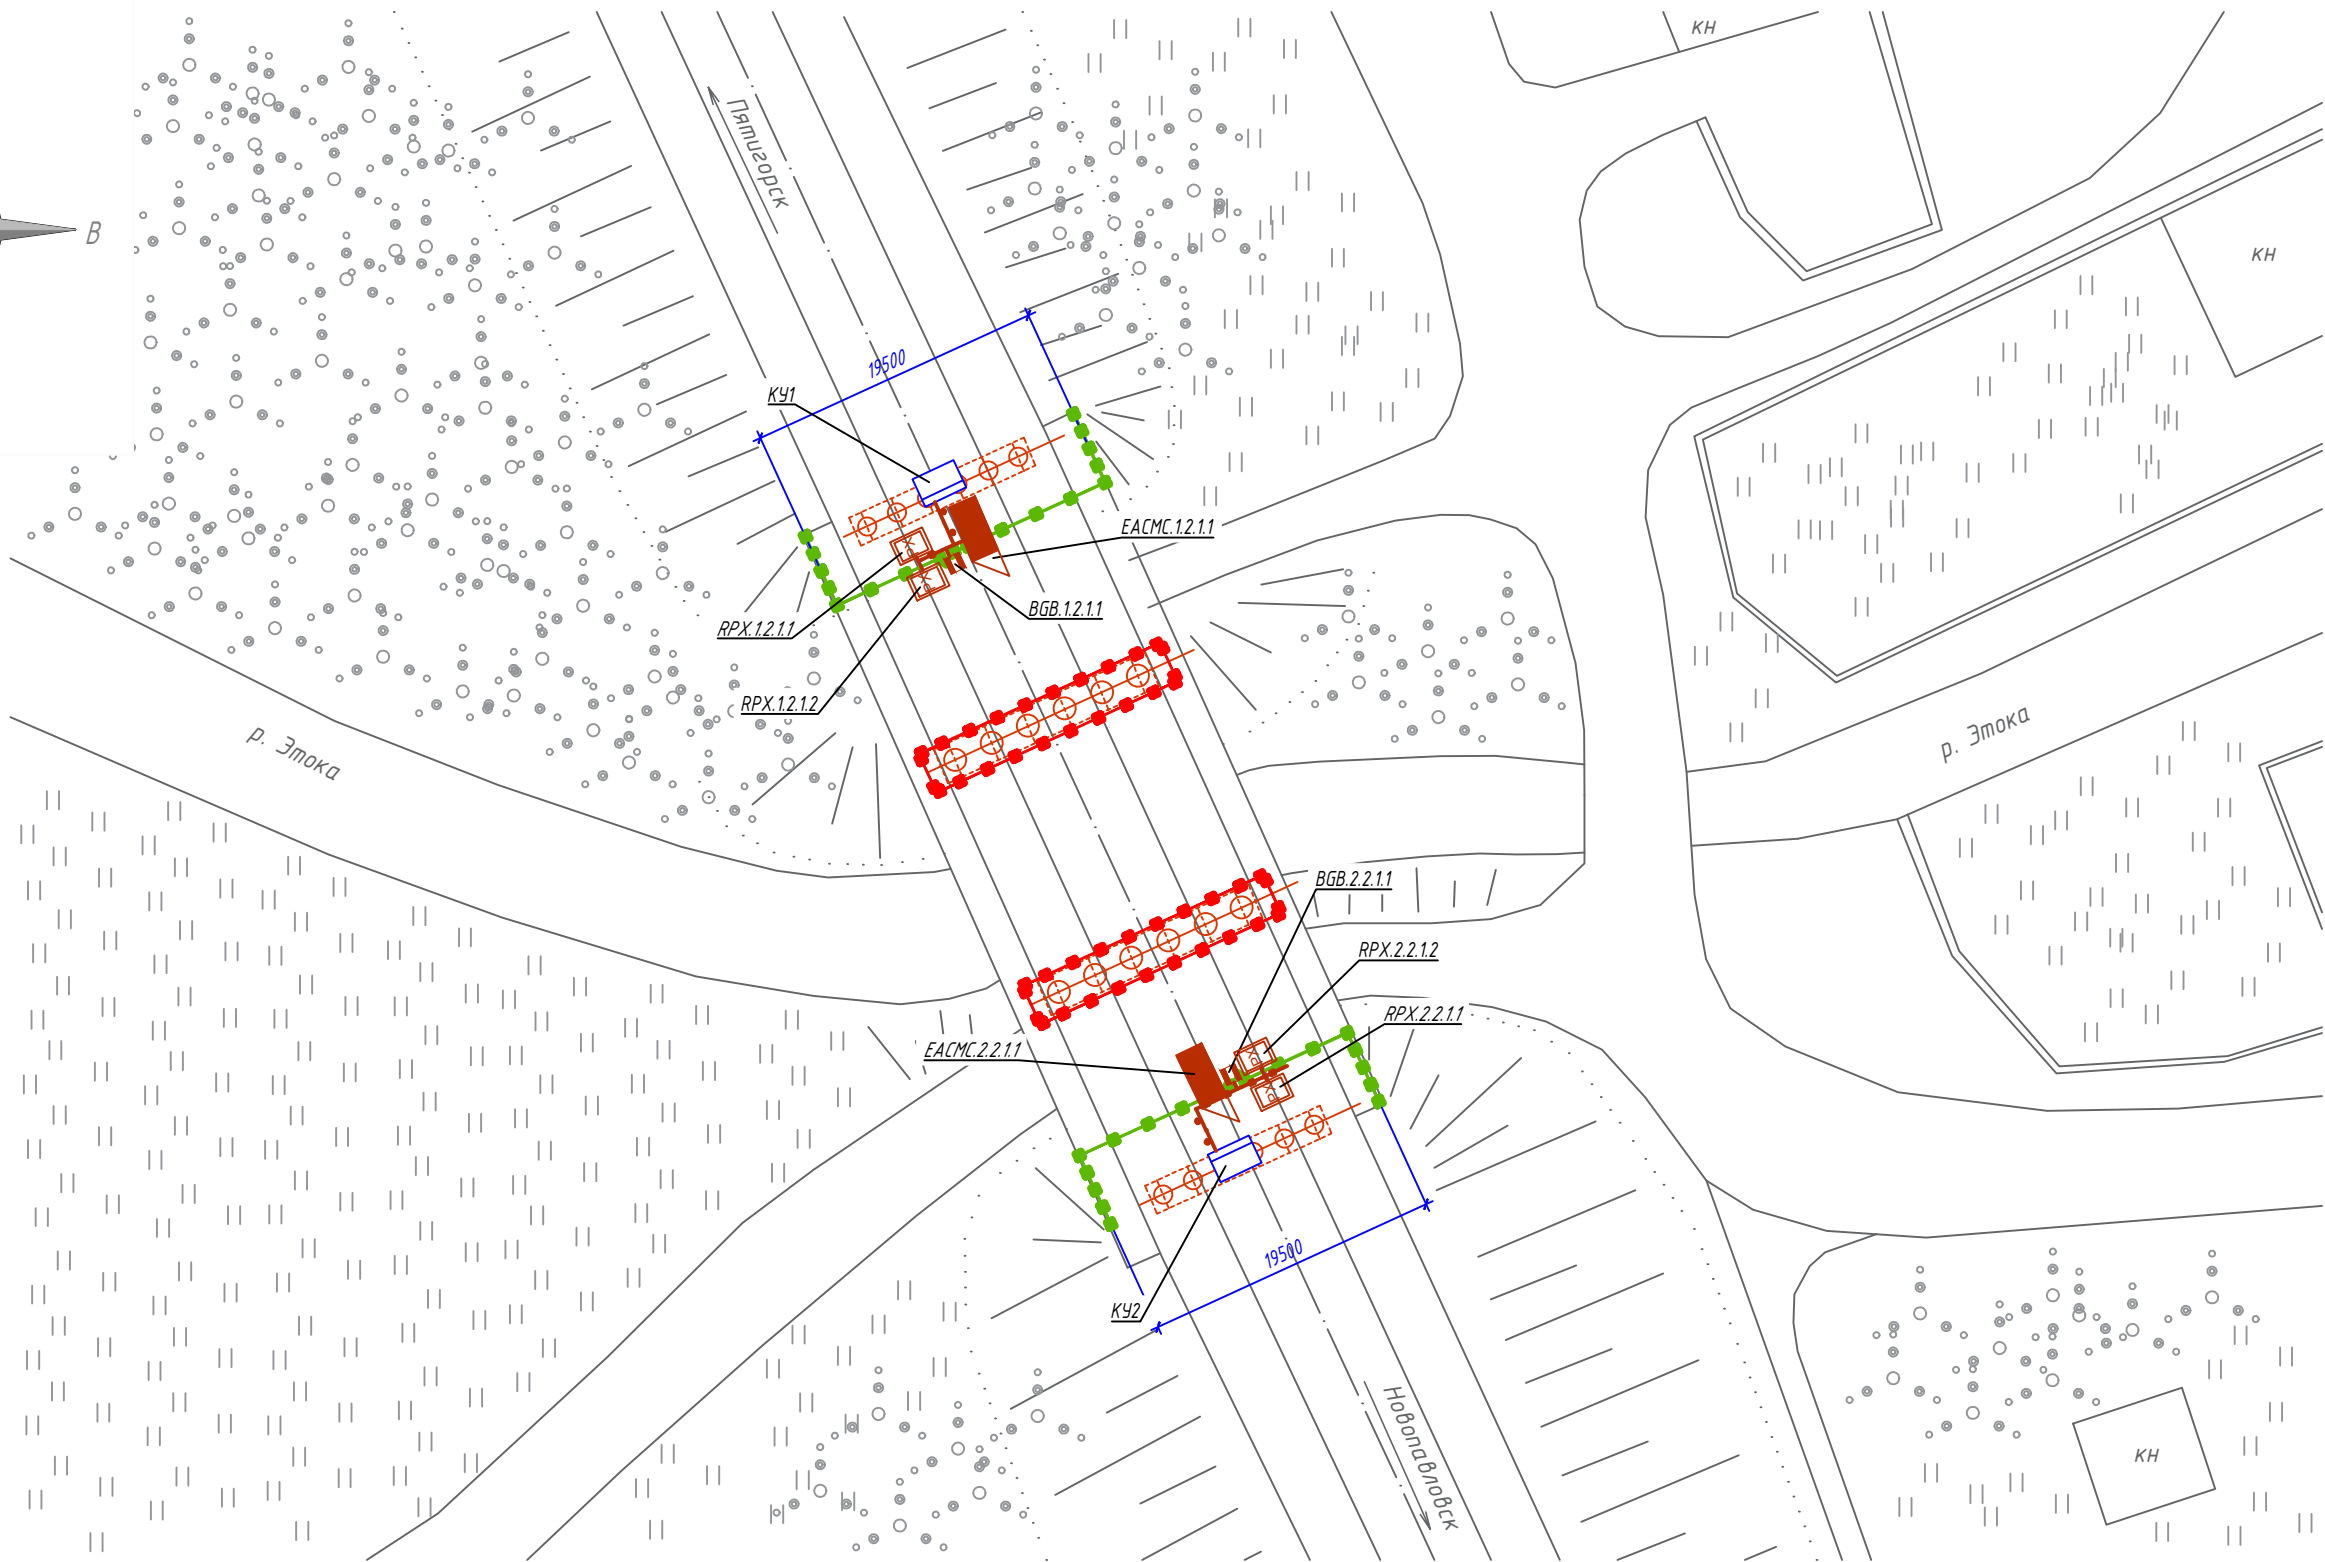 КН
Пятигорск
В
КН
19500
КУ1
EACMC.1.2.1.1
BGB.1.2.1.1
RPX.1.2.1.1
RPX.1.2.1.2
р. Этока
р. Этока
BGB.2.2.1.1
RPX.2.2.1.2
RPX.2.2.1.1
EACMC.2.2.1.1
19500
КУ2
Новопавловск
КН